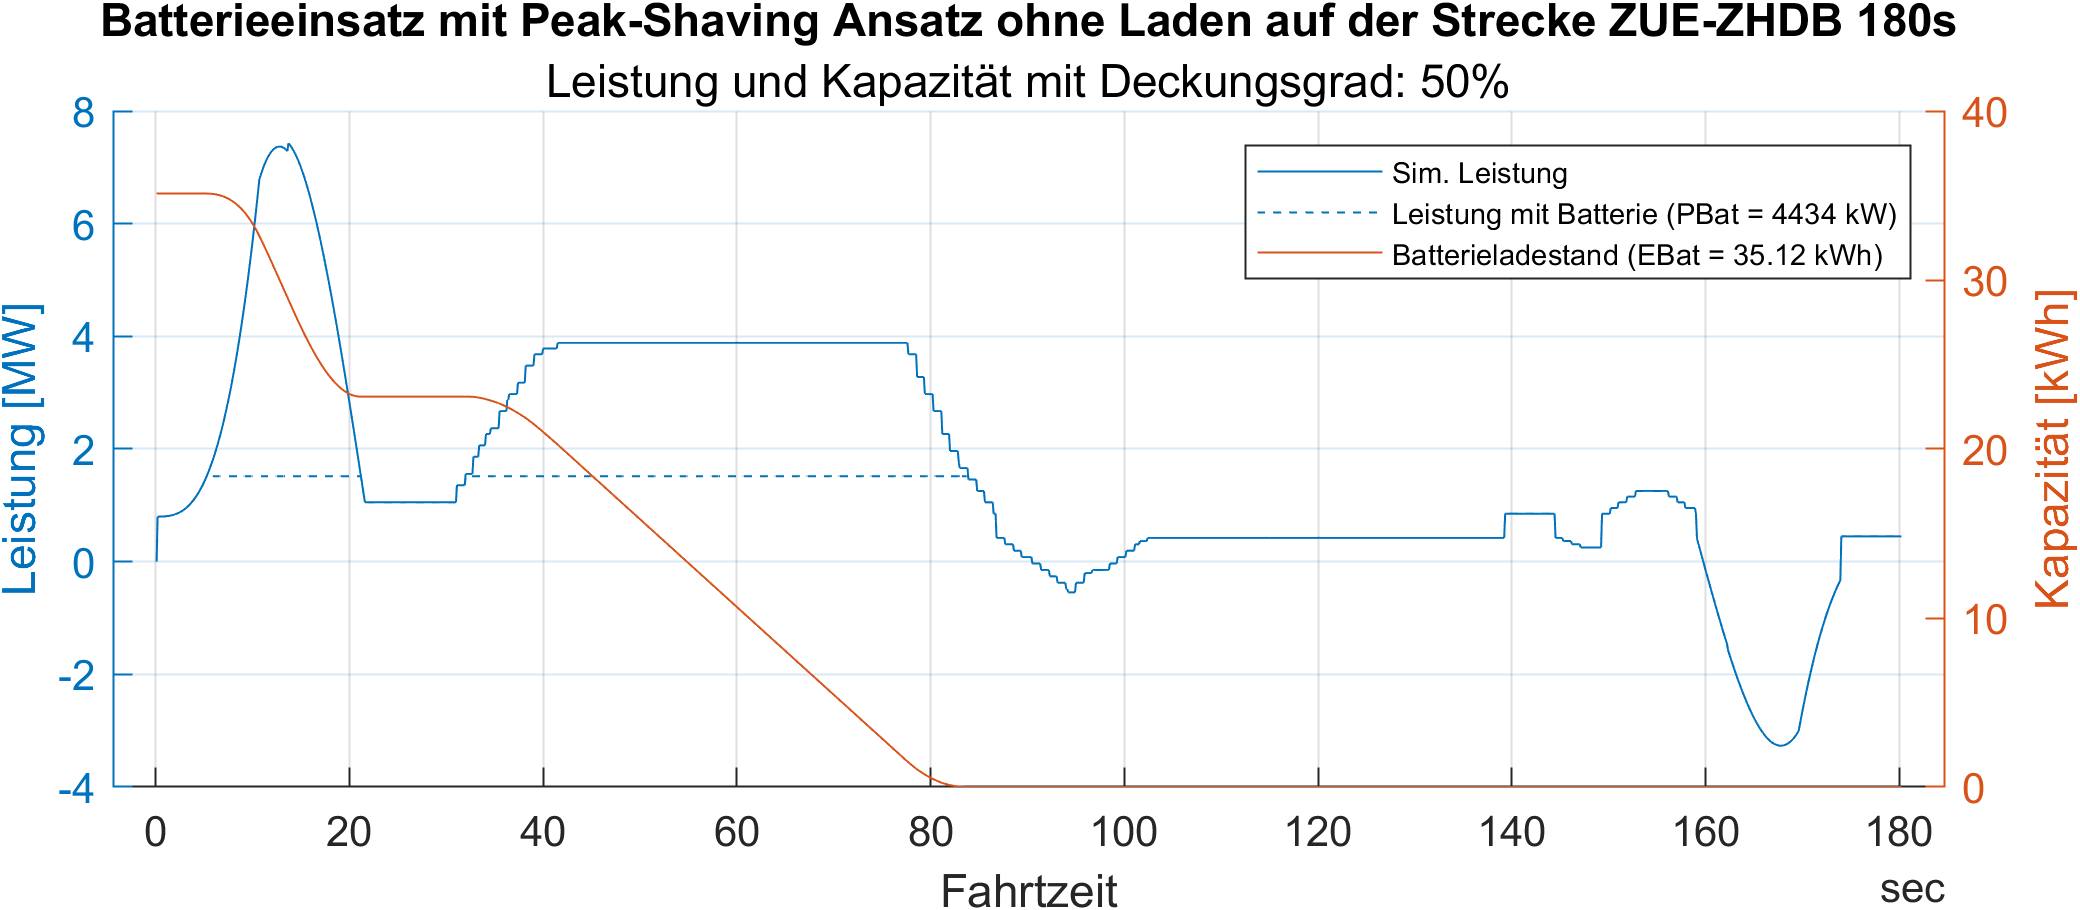 Batterieeinsatz mit Peak-Shaving Ansatz ohne Laden auf der Strecke ZUE-ZHDB 180s
Leistung und Kapazität mit Deckungsgrad: 50%
8
6
4
2
0
-2
-4
Leistung [MW]
40
30
20
10
0
Kapazität [kWh]
Sim. Leistung
Leistung mit Batterie (PBat = 4434 kW)
Batterieladestand (EBat = 35.12 kWh)
0 20 40 60 80 100 120 140 160 180
Fahrtzeit
sec